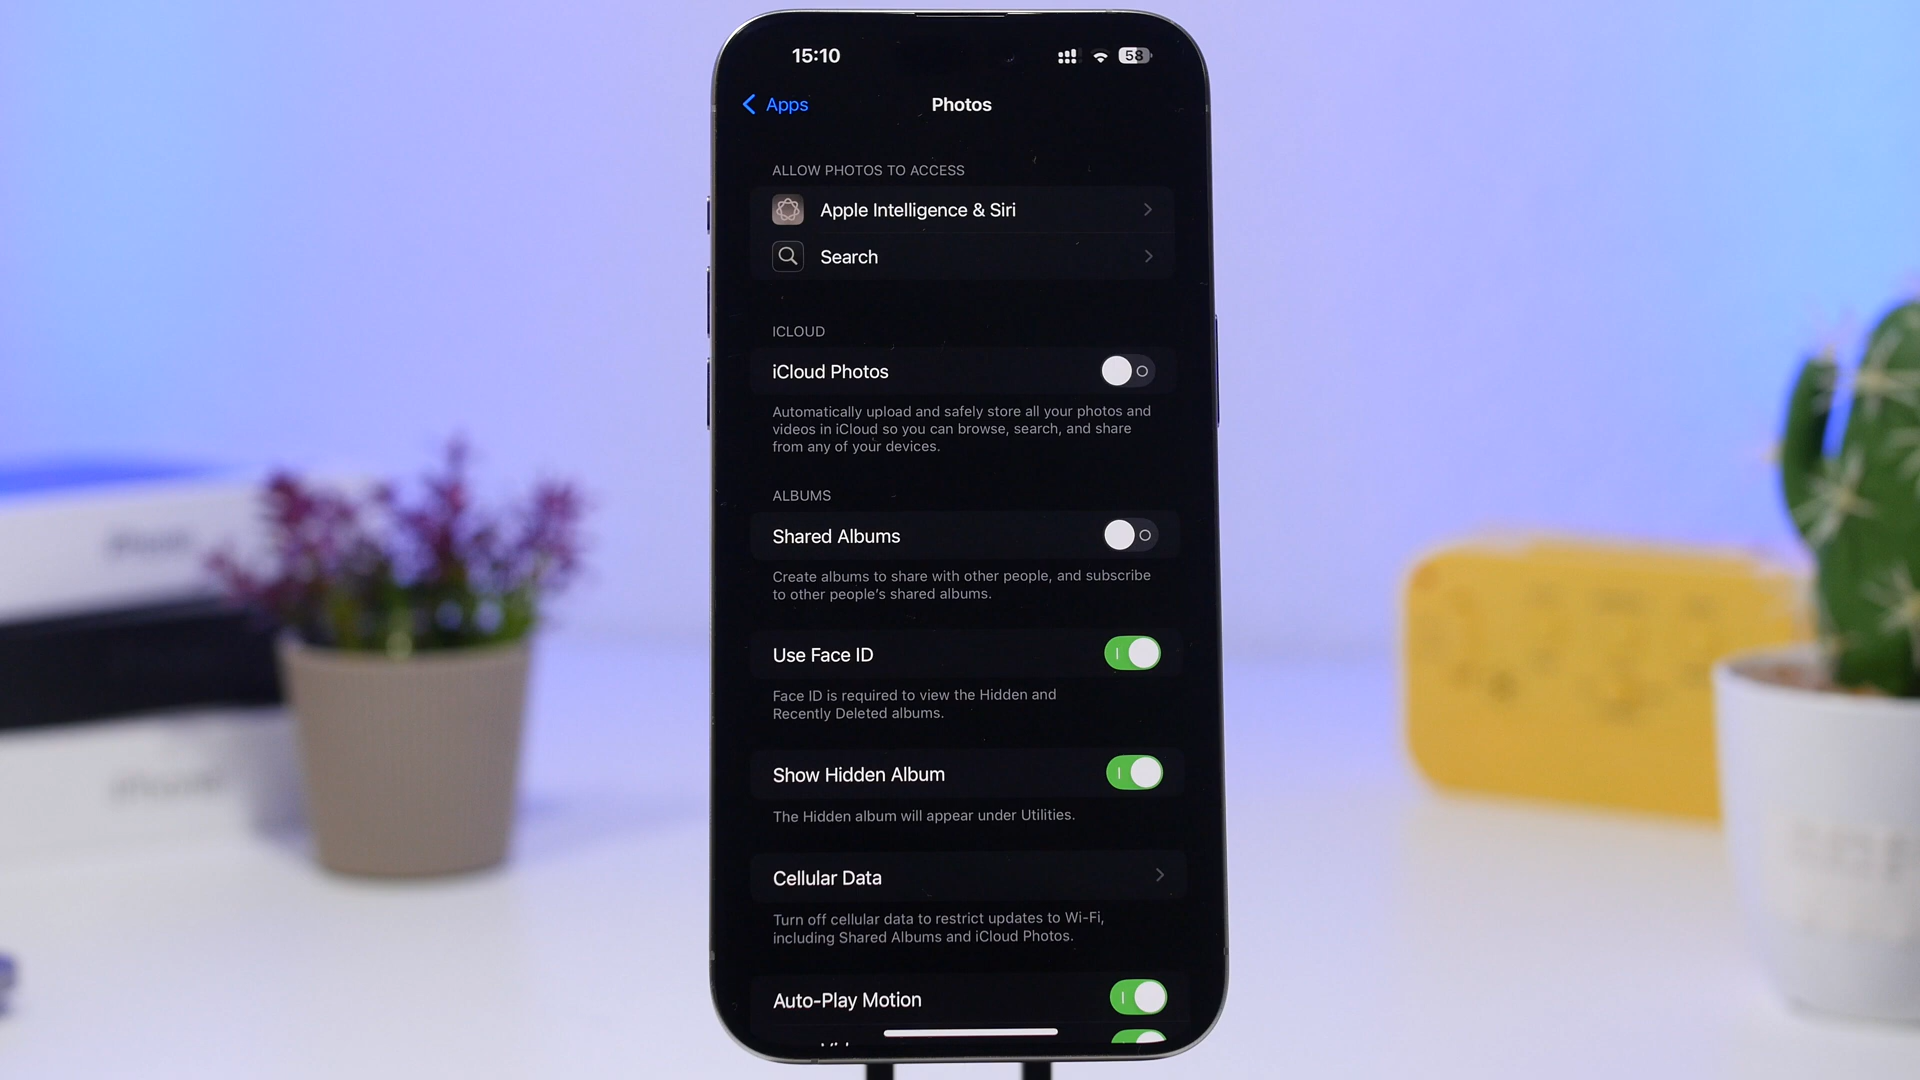 15:10
58
Apps
Photos
ALLOW PHOTOS TO ACCESS
Apple Intelligence & Siri
Search
ICLOUD
iCloud Photos
Automatically upload and safely store all your photos and
videos in iCloud so you can browse, search, and share
from any of your devices.
ALBUMS
Shared Albums
Create albums to share with other people, and subscribe
to other people's shared albums.
Use Face ID
Face ID is required to view the Hidden and
Recently Deleted albums.
Show Hidden Album
The Hidden album will appear under Utilities.
Cellular Data
Turn off cellular data to restrict updates to Wi-Fi,
including Shared Albums and iCloud Photos.
Auto-Play Motion